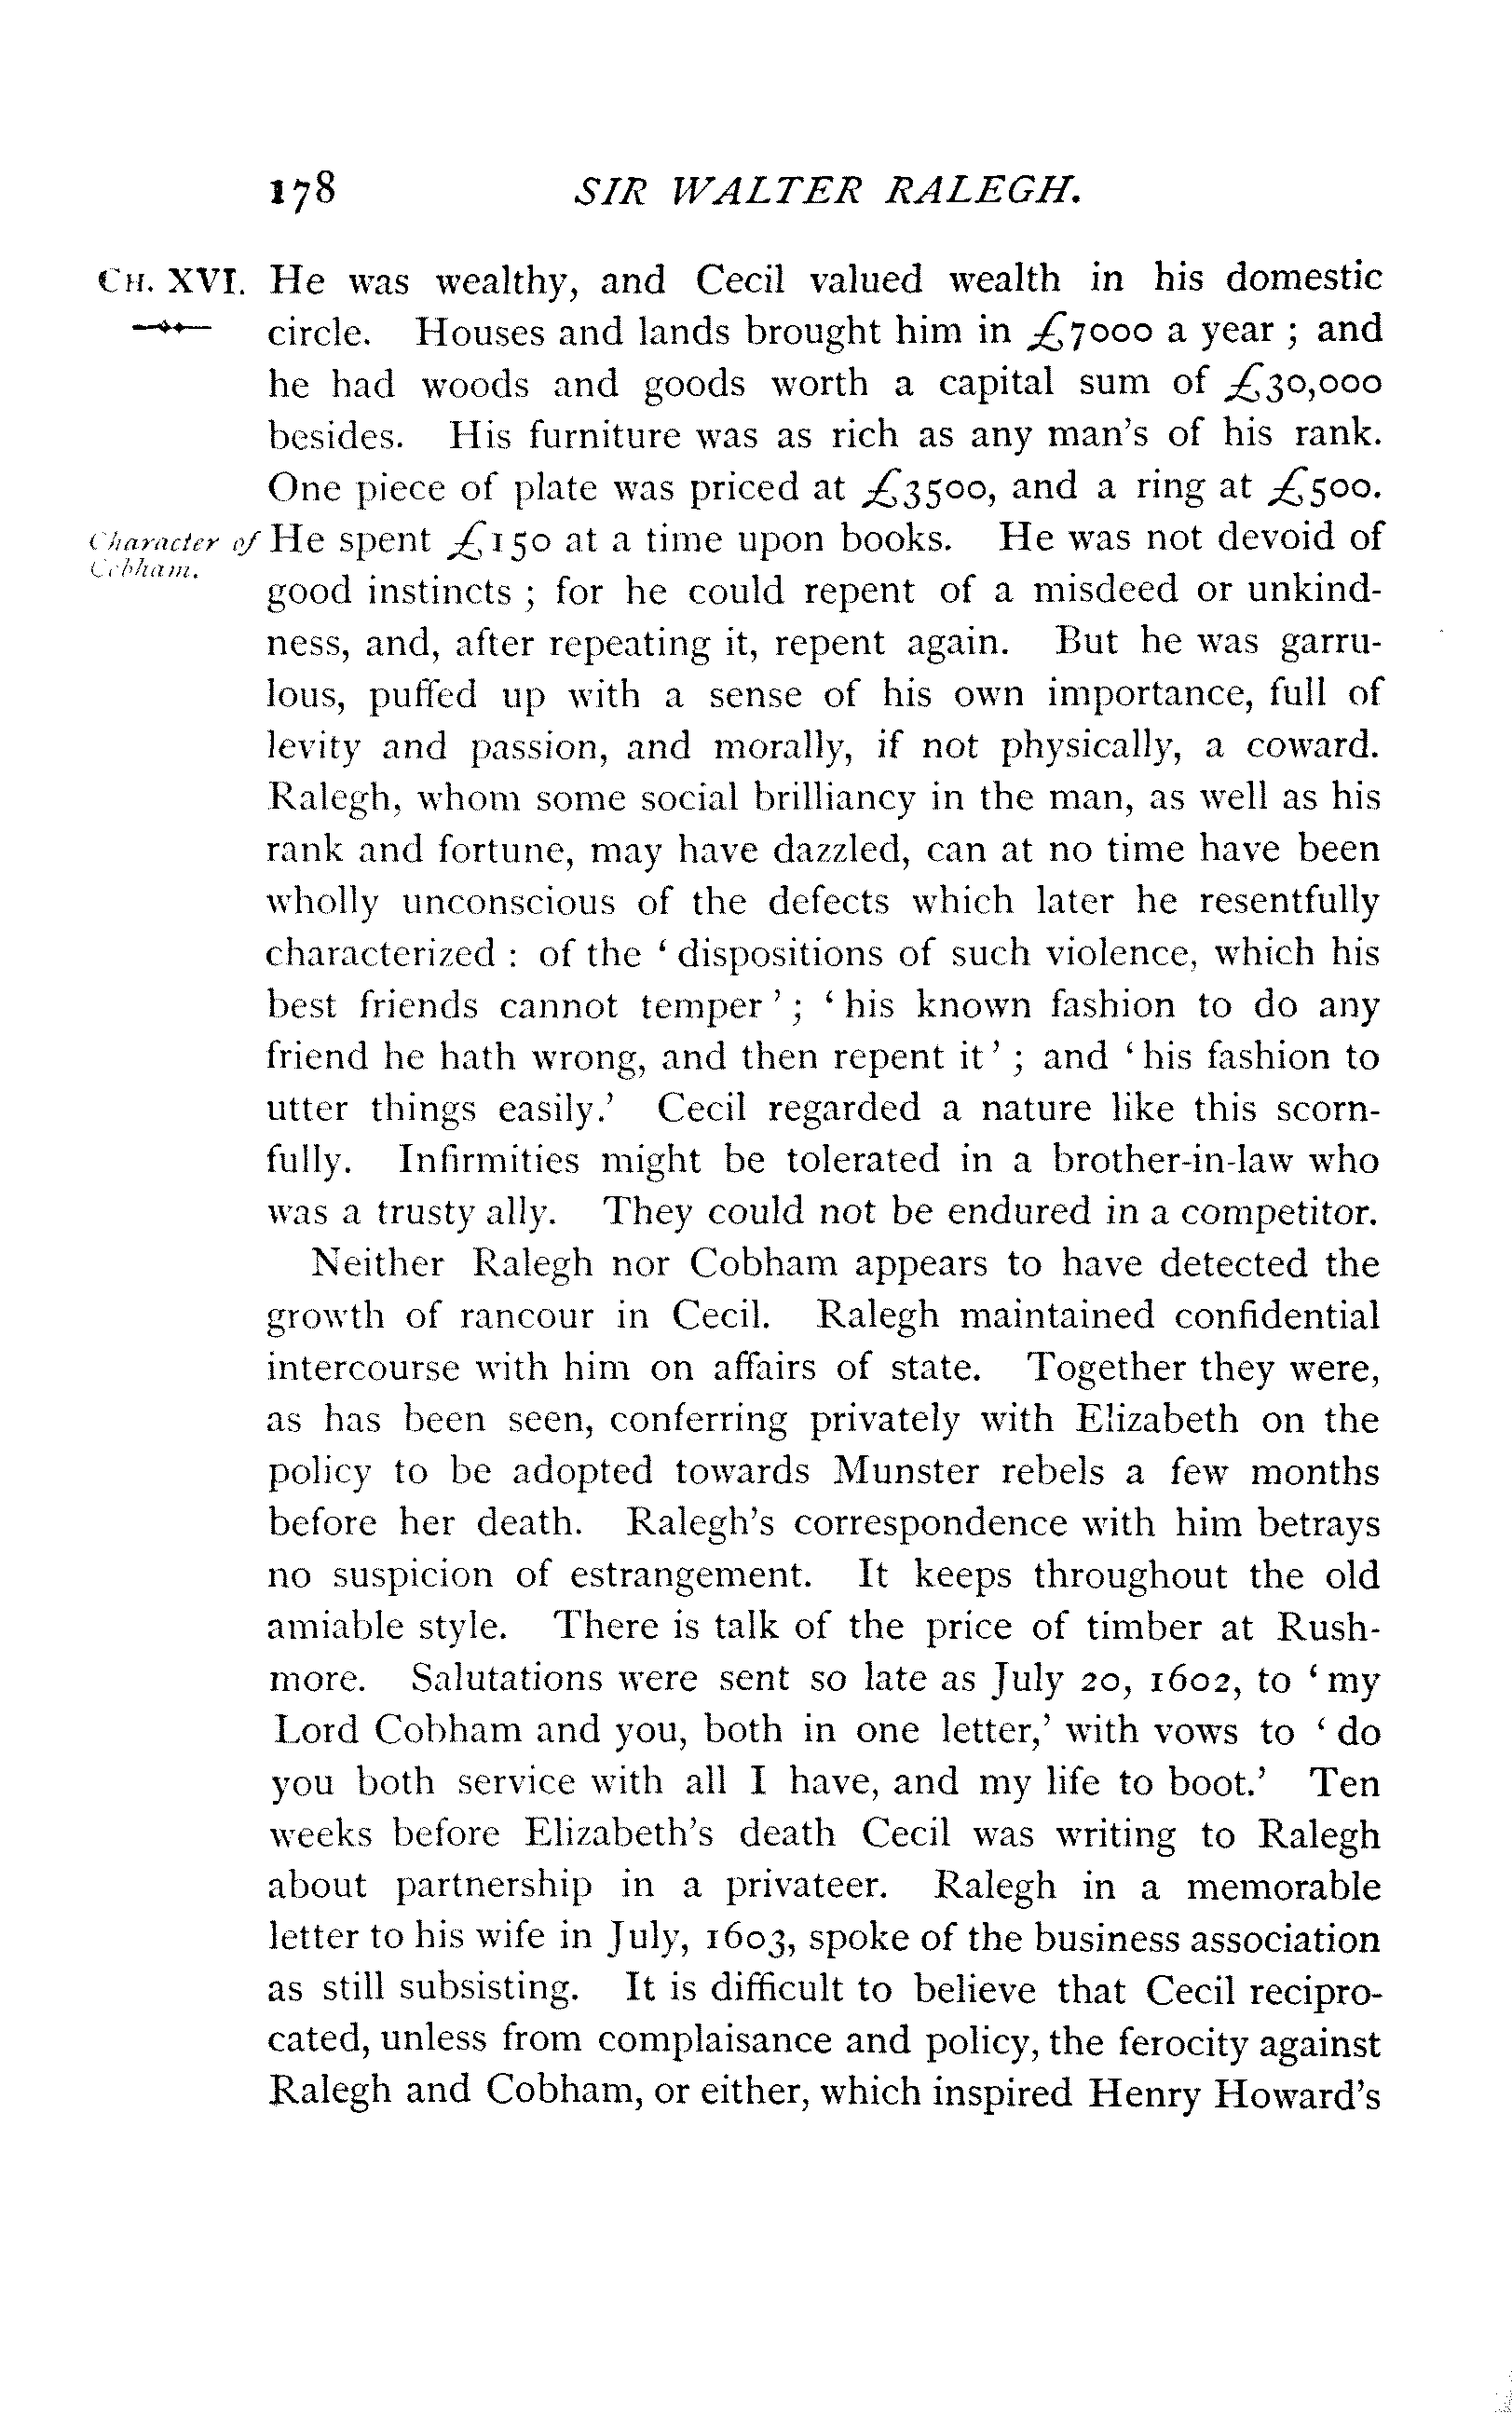 178 SIR WALTER RALEGH.
CH. XVI. He was wealthy, and Cecil valued wealth in his domestic
circle. Houses and lands brought him in £7000 a year ; and
he had woods and goods worth a capital sum of £30,000
besides. His furniture was as rich as any man's of his rank.
One piece of plate was priced at £3500, and a ring at £500.
Character of He spent £150 at a time upon books. He was not devoid of
Cobham.
good instincts ; for he could repent of a misdeed or unkind-
ness, and, after repeating it, repent again. But he was garru-
lous, puffed up with a sense of his own importance, full of
levity and passion, and morally, if not physically, a coward.
Ralegh, whom some social brilliancy in the man, as well as his
rank and fortune, may have dazzled, can at no time have been
wholly unconscious of the defects which later he resentfully
characterized : of the ‘ dispositions of such violence, which his
best friends cannot temper ’ ; ‘ his known fashion to do any
friend he hath wrong, and then repent it ’ ; and ‘ his fashion to
utter things easily.’ Cecil regarded a nature like this scorn-
fully. Infirmities might be tolerated in a brother-in-law who
was a trusty ally. They could not be endured in a competitor.
Neither Ralegh nor Cobham appears to have detected the
growth of rancour in Cecil. Ralegh maintained confidential
intercourse with him on affairs of state. Together they were,
as has been seen, conferring privately with Elizabeth on the
policy to be adopted towards Munster rebels a few months
before her death. Ralegh's correspondence with him betrays
no suspicion of estrangement. It keeps throughout the old
amiable style. There is talk of the price of timber at Rush-
more. Salutations were sent so late as July 20, 1602, to ‘ my
Lord Cobham and you, both in one letter,’ with vows to ‘ do
you both service with all I have, and my life to boot.’ Ten
weeks before Elizabeth's death Cecil was writing to Ralegh
about partnership in a privateer. Ralegh in a memorable
letter to his wife in July, 1603, spoke of the business association
as still subsisting. It is difficult to believe that Cecil recipro-
cated, unless from complaisance and policy, the ferocity against
Ralegh and Cobham, or either, which inspired Henry Howard's